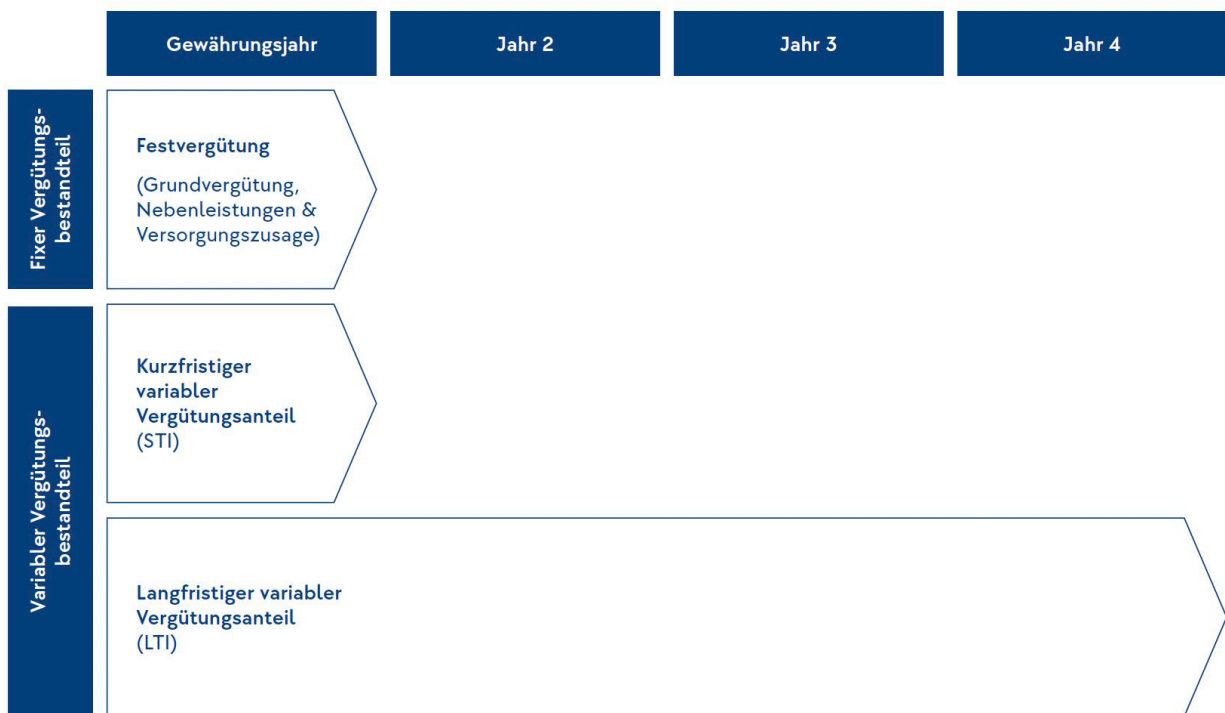 Gewährungsjahr
Jahr 2
Jahr 3
Jahr 4
Fixer Vergütungs-
bestandteil
Festvergütung
(Grundvergütung,
Nebenleistungen &
Versorgungszusage)
Variabler Vergütungs-
bestandteil
Kurzfristiger
variabler
Vergütungsanteil
(STI)
Langfristiger variabler
Vergütungsanteil
(LTI)